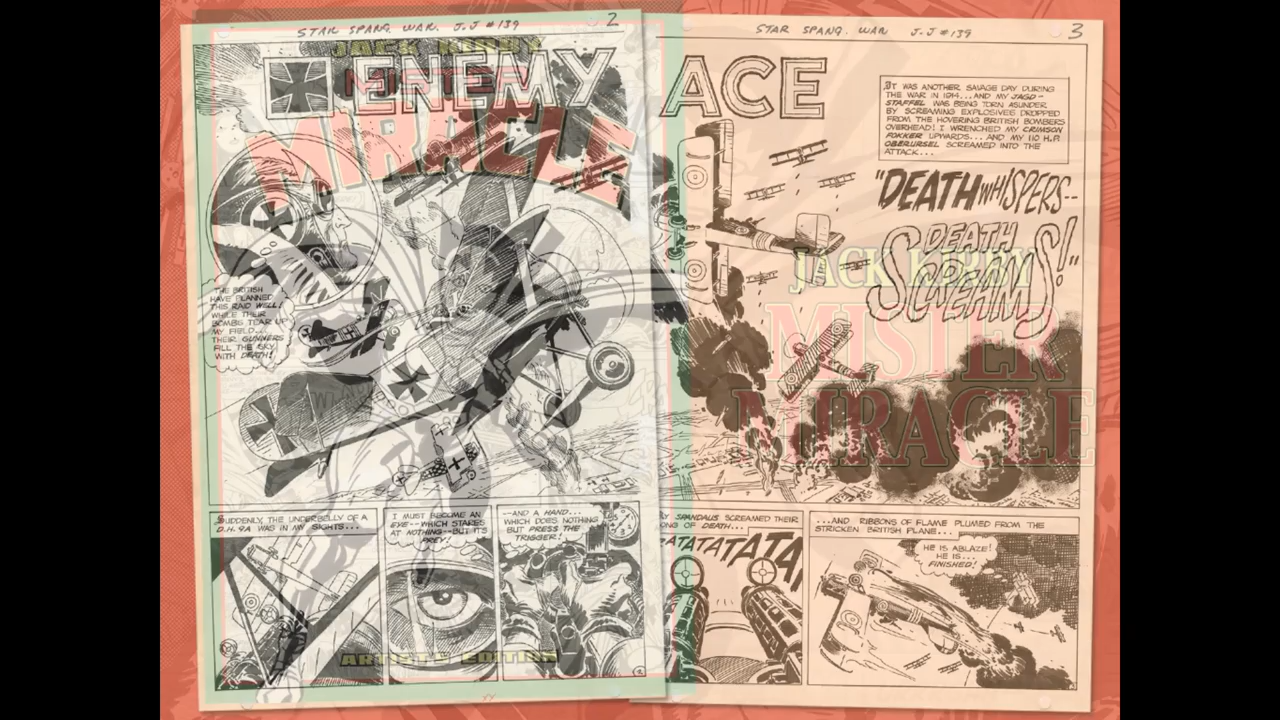 STAR SPANG. WAR. J.J #139
2
JACK KIRBY
MISTER
ENEMY
MIRACLE
THE BRITISH
HAVE PLANNED
THIS RAID WELL!
WHILE THEIR
BOMBS TEAR UP
MY FIELD...
THEIR GUNNERS
FILL THE SKY
WITH DEATH!
SUDDENLY, THE UNDERBELLY OF A
D.H. 9A WAS IN MY SIGHTS...
I MUST BECOME AN
EYE--WHICH STARES
AT NOTHING--BUT ITS
PREY!
--AND A HAND...
WHICH DOES NOTHING
BUT PRESS THE
TRIGGER!
ARTIST'S EDITION
STAR SPANG. WAR J.J #139
3
ACE
IT WAS ANOTHER SAVAGE DAY DURING
THE WAR IN 1914...AND MY JAGD-
STAFFEL WAS BEING TORN ASUNDER
BY SCREAMING EXPLOSIVES DROPPED
FROM THE HOVERING BRITISH BOMBERS
OVERHEAD! I WRENCHED MY CRIMSON
FOKKER UPWARDS...AND MY 110 H.P.
OBERURSEL SCREAMED INTO THE
ATTACK...
"DEATH WHISPERS--
DEATH
SCREAMS!"
JACK KIRBY
MISTER
MIRACLE
SPANDAUS SCREAMED THEIR
OF DEATH...
ATATATATATA
...AND RIBBONS OF FLAME PLUMED FROM THE
STRICKEN BRITISH PLANE...
HE IS ABLAZE!
HE IS...
FINISHED!